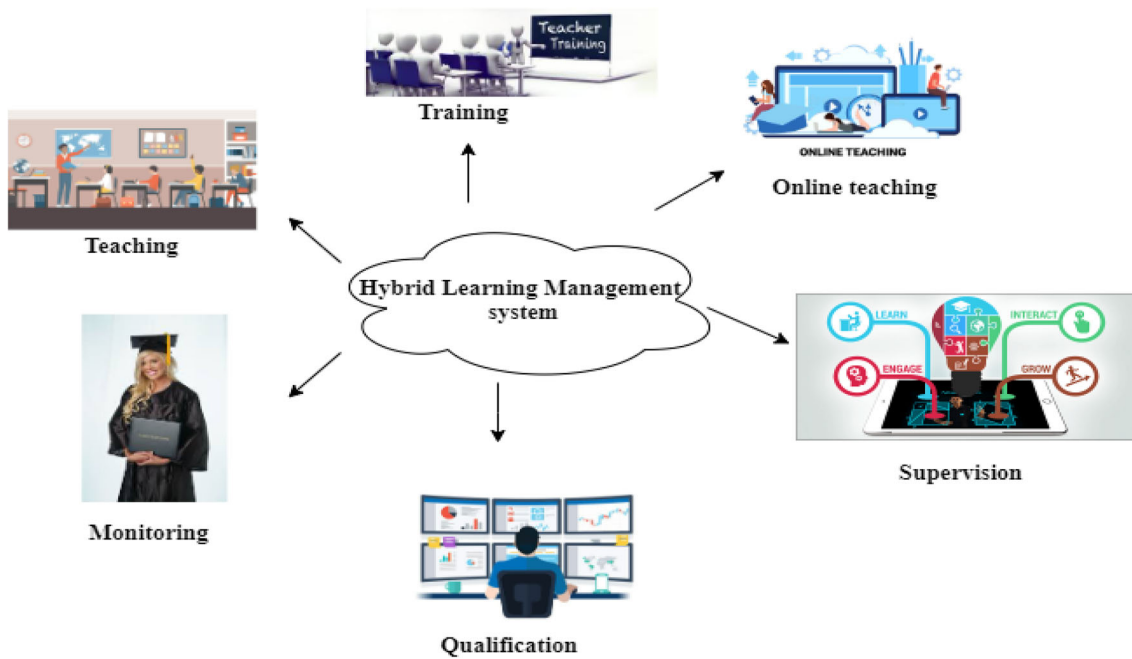 Teacher
Training
Training
ONLINE TEACHING
Online teaching
Teaching
Hybrid Learning Management
system
LEARN
INTERACT
ENGAGE
GROW
Supervision
Monitoring
Qualification